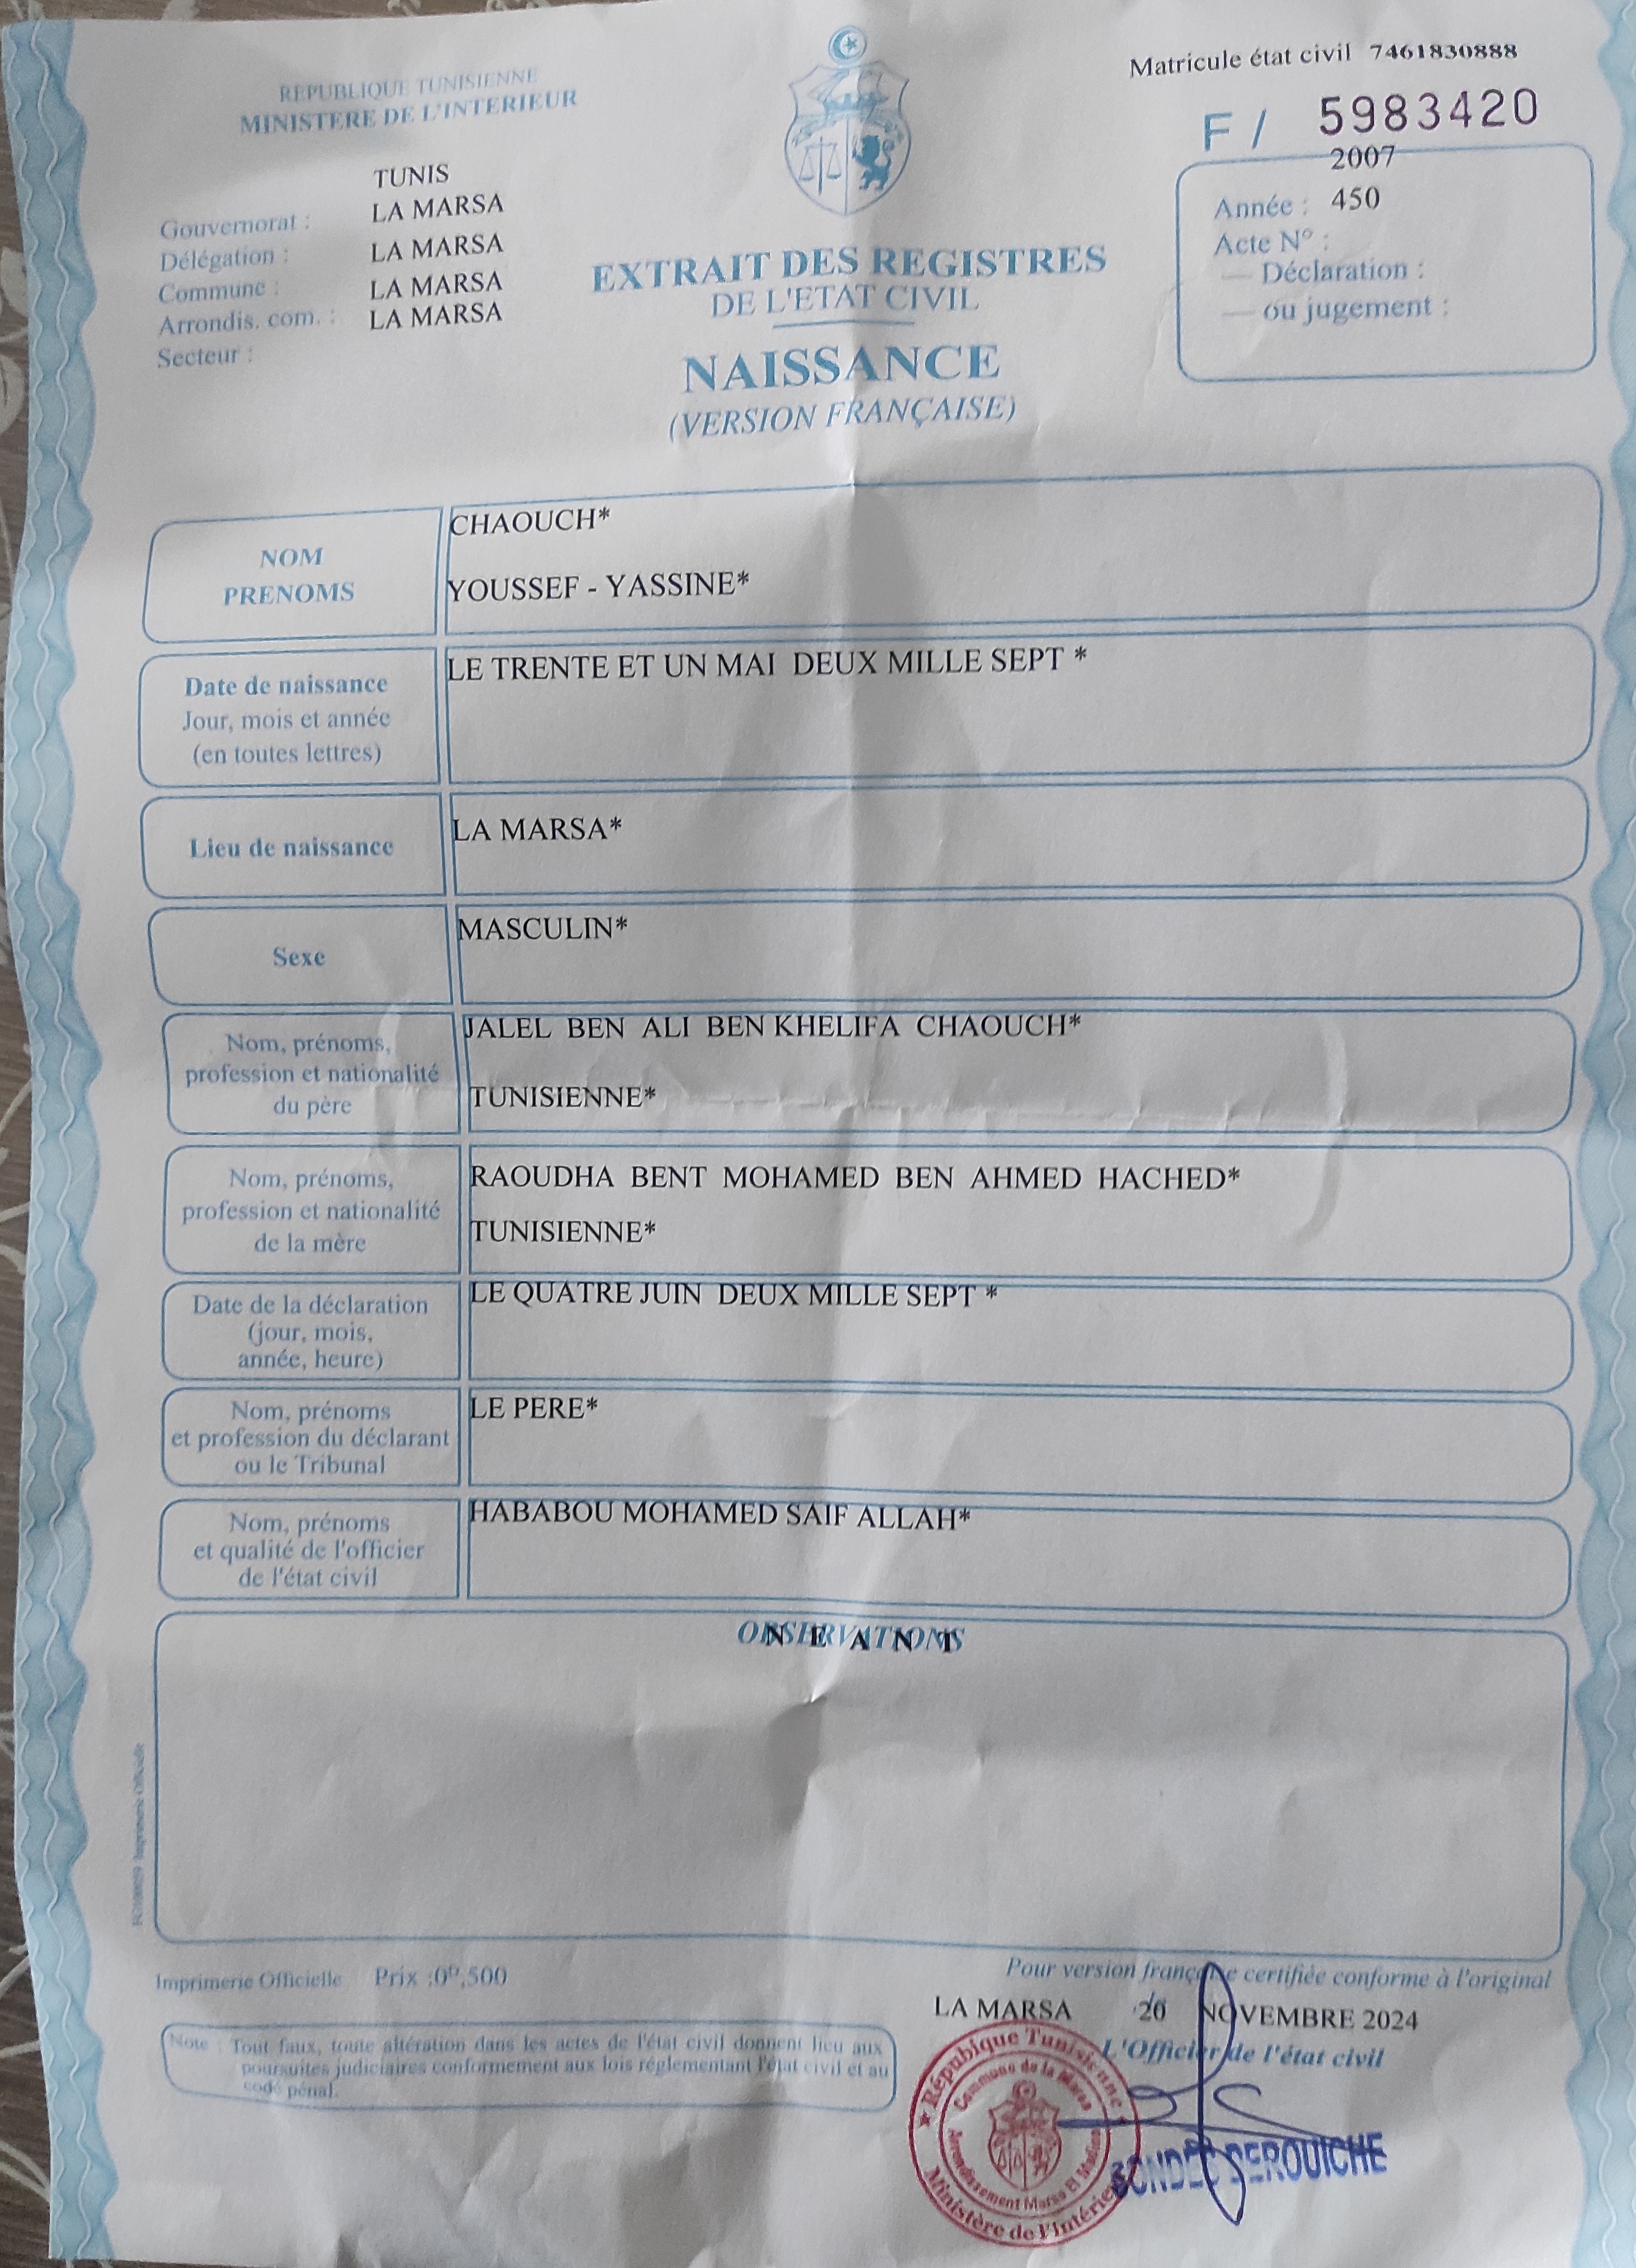 REPUBLIQUE TUNISIENNE
MINISTERE DE L'INTERIEUR
Matricule état civil 7461830888
F / 5983420
TUNIS
Gouvernorat : LA MARSA
Délégation : LA MARSA
Commune : LA MARSA
Arrondis. com. : LA MARSA
Secteur :
2007
Année : 450
Acte N° :
— Déclaration :
— ou jugement :
EXTRAIT DES REGISTRES
DE L'ETAT CIVIL
NAISSANCE
(VERSION FRANÇAISE)
NOM
PRENOMS
CHAOUCH*
YOUSSEF - YASSINE*
Date de naissance
Jour, mois et année
(en toutes lettres)
LE TRENTE ET UN MAI DEUX MILLE SEPT *
Lieu de naissance
LA MARSA*
Sexe
MASCULIN*
Nom, prénoms,
profession et nationalité
du père
JALEL BEN ALI BEN KHELIFA CHAOUCH*
TUNISIENNE*
Nom, prénoms,
profession et nationalité
de la mère
RAOUDHA BENT MOHAMED BEN AHMED HACHED*
TUNISIENNE*
Date de la déclaration
(jour, mois,
année, heure)
LE QUATRE JUIN DEUX MILLE SEPT *
Nom, prénoms
et profession du déclarant
ou le Tribunal
LE PERE*
Nom, prénoms
et qualité de l'officier
de l'état civil
HABABOU MOHAMED SAIF ALLAH*
OBSERVATIONS
N E A N T
Imprimerie Officielle
Imprimerie Officielle Prix :0ᴰ,500
Pour version française certifiée conforme à l'original
LA MARSA 20 NOVEMBRE 2024
L'Officier de l'état civil
Note : Tout faux, toute altération dans les actes de l'état civil donnent lieu aux
poursuites judiciaires conformement aux lois réglementant l'état civil et au
code pénal.
République Tunisienne
Commune de la Marsa
Arrondissement Marsa El
Ministère de l'Intérieur
DEROUICHE